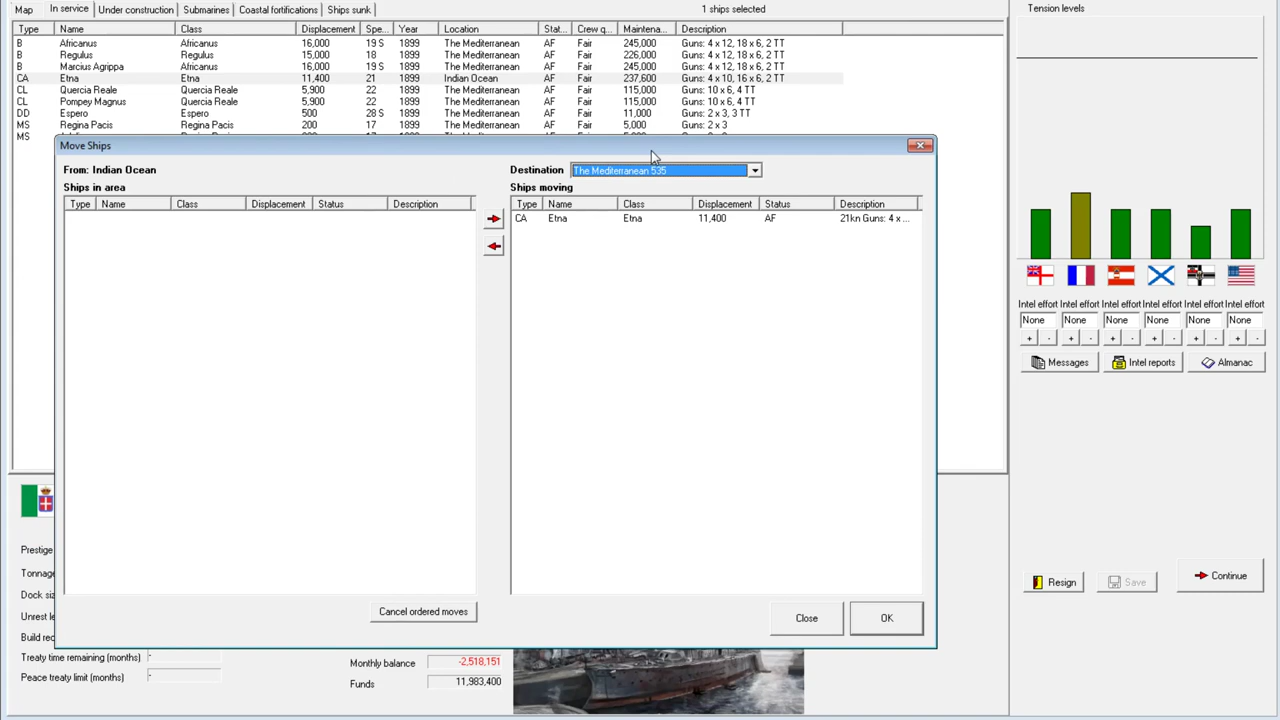 Map In service Under construction Submarines Coastal fortifications Ships sunk 1 ships selected Tension levels
Type Name Class Displacement Spe... Year Location Stat... Crew q... Maintena... Description
B Africanus Africanus 16,000 19 S 1899 The Mediterranean AF Fair 245,000 Guns: 4 x 12, 18 x 6, 2 TT
B Regulus Regulus 15,000 18 1899 The Mediterranean AF Fair 226,000 Guns: 4 x 12, 18 x 6, 2 TT
B Marcius Agrippa Africanus 16,000 19 S 1899 The Mediterranean AF Fair 245,000 Guns: 4 x 12, 18 x 6, 2 TT
CA Etna Etna 11,400 21 1899 Indian Ocean AF Fair 237,600 Guns: 4 x 10, 16 x 6, 2 TT
CL Quercia Reale Quercia Reale 5,900 22 1899 The Mediterranean AF Fair 115,000 Guns: 10 x 6, 4 TT
CL Pompey Magnus Quercia Reale 5,900 22 1899 The Mediterranean AF Fair 115,000 Guns: 10 x 6, 4 TT
DD Espero Espero 500 28 S 1899 The Mediterranean AF Fair 11,000 Guns: 2 x 3, 3 TT
MS Regina Pacis Regina Pacis 200 17 1899 The Mediterranean AF Fair 5,000 Guns: 2 x 3
MS
Move Ships
From: Indian Ocean Destination The Mediterranean 535
Ships in area Ships moving
Type Name Class Displacement Status Description Type Name Class Displacement Status Description
CA Etna Etna 11,400 AF 21kn Guns: 4 x ...
Intel effort Intel effort Intel effort Intel effort Intel effort Intel effort
None None None None None None
+ - + - + - + - + - + -
Messages Intel reports Almanac
Prestige
Tonnag
Dock siz
Unrest le
Build rec
Resign Save Continue
Cancel ordered moves Close OK
Treaty time remaining (months) -
Peace treaty limit (months) -
Monthly balance -2,518,151
Funds 11,983,400